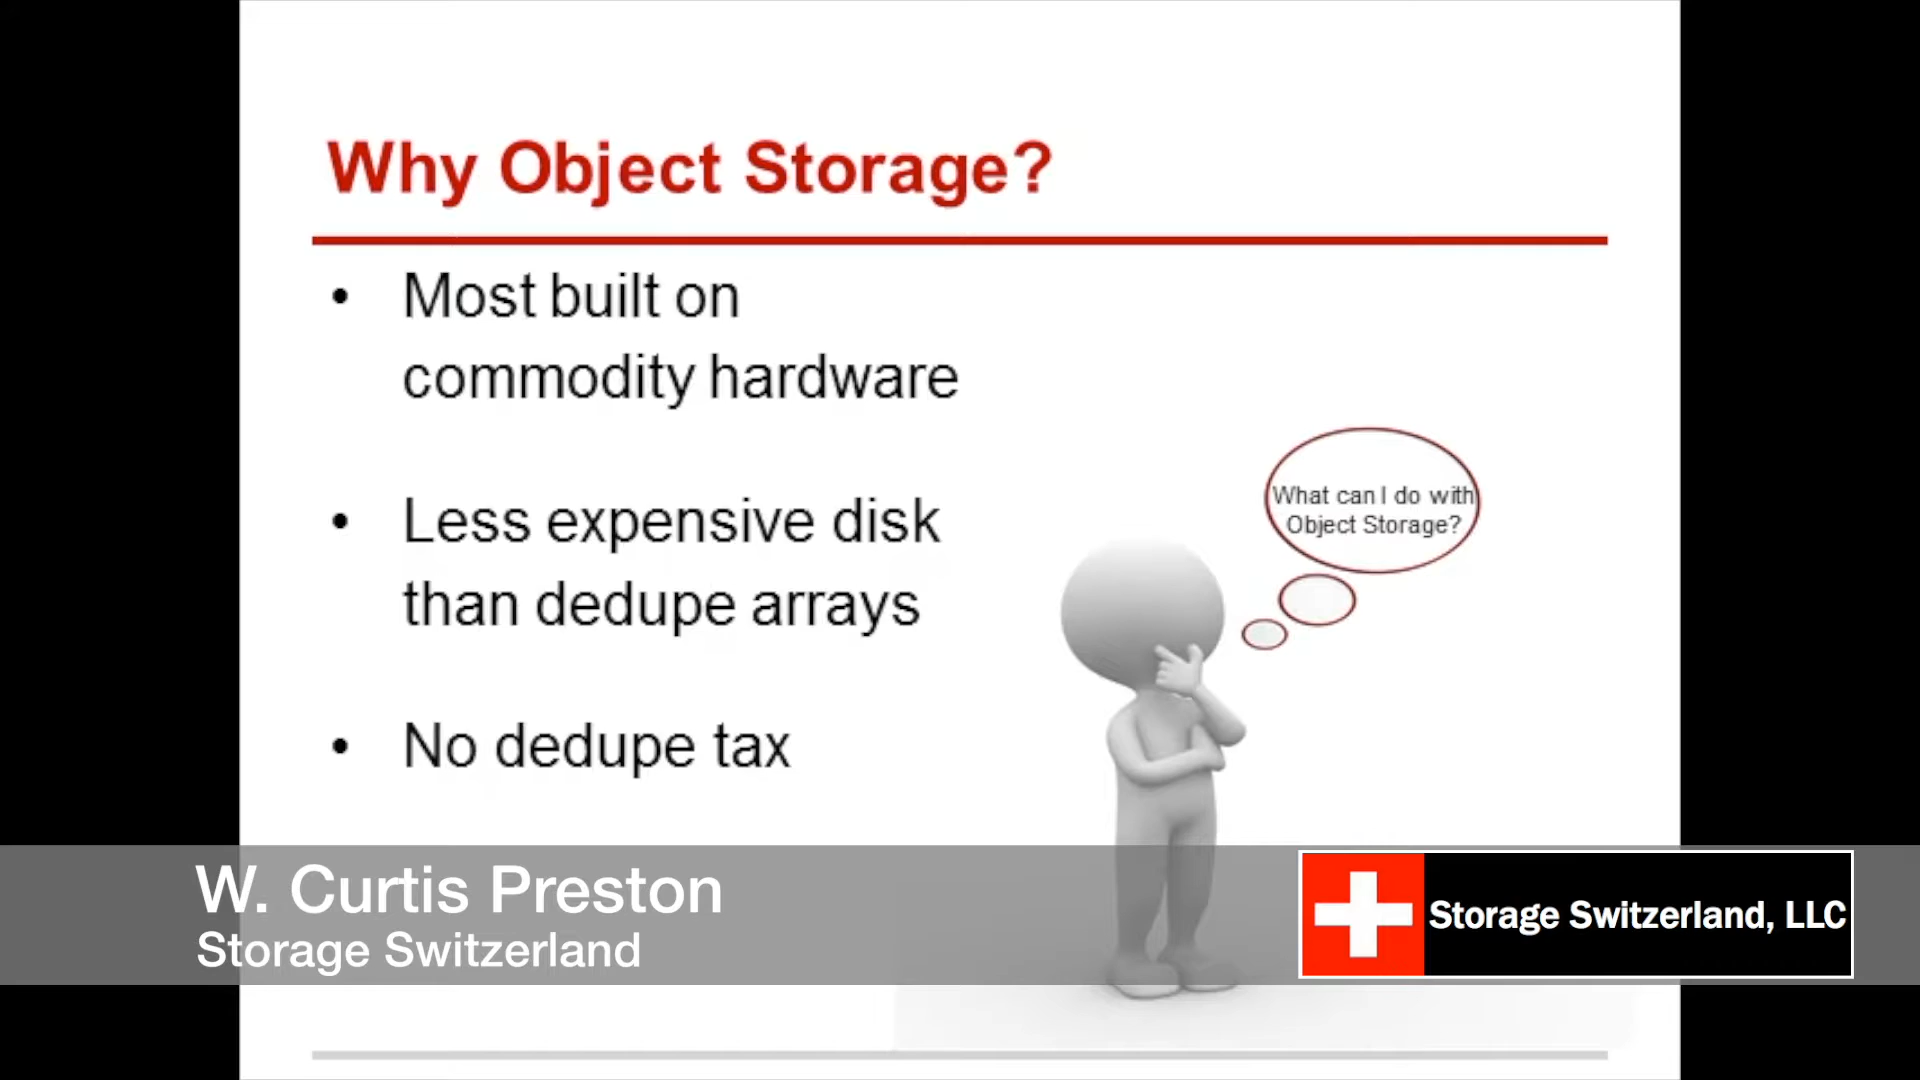 Why Object Storage?
• Most built on
commodity hardware
• Less expensive disk
than dedupe arrays
• No dedupe tax
What can I do with
Object Storage?
W. Curtis Preston
Storage Switzerland
Storage Switzerland, LLC